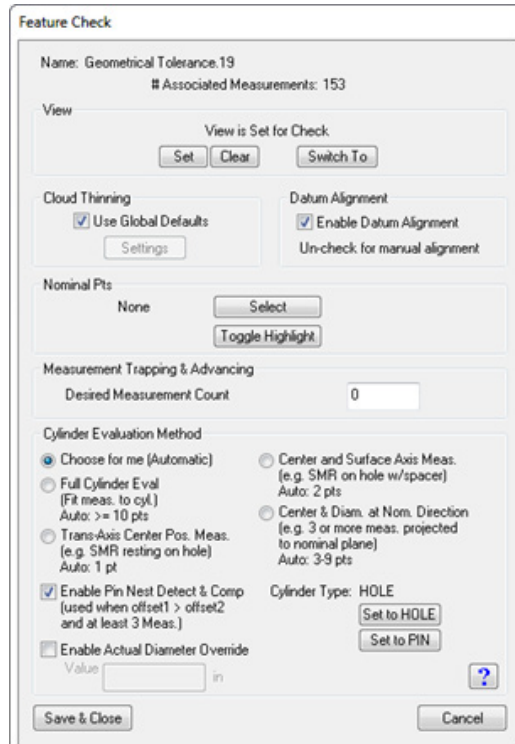 Feature Check
Name: Geometrical Tolerance.19
# Associated Measurements: 153
View
View is Set for Check
Set Clear Switch To
Cloud Thinning
Use Global Defaults
Settings
Datum Alignment
Enable Datum Alignment
Un-check for manual alignment
Nominal Pts
None Select
Toggle Highlight
Measurement Trapping & Advancing
Desired Measurement Count 0
Cylinder Evaluation Method
Choose for me (Automatic)
Full Cylinder Eval
(Fit meas. to cyl.)
Auto: >= 10 pts
Trans-Axis Center Pos. Meas.
(e.g. SMR resting on hole)
Auto: 1 pt
Center and Surface Axis Meas.
(e.g. SMR on hole w/spacer)
Auto: 2 pts
Center & Diam. at Nom. Direction
(e.g. 3 or more meas. projected
to nominal plane)
Auto: 3-9 pts
Enable Pin Nest Detect & Comp
(used when offset1 > offset2
and at least 3 Meas.)
Enable Actual Diameter Override
Value in
Cylinder Type: HOLE
Set to HOLE
Set to PIN
?
Save & Close Cancel